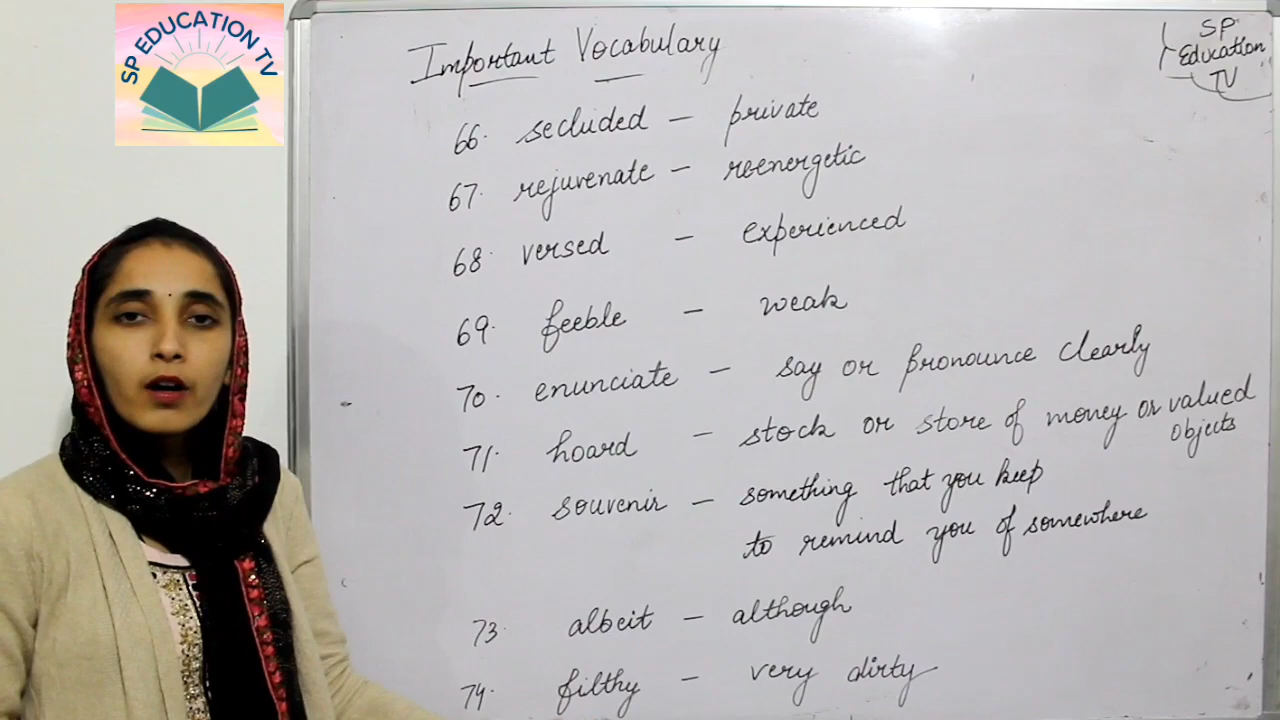 SP EDUCATION TV
Important Vocabulary
SP
Education
TV
66. secluded - private
67. rejuvenate - reenergetic
68. versed - experienced
69. feeble - weak
70. enunciate - say or pronounce clearly
71. hoard - stock or store of money or valued
objects
72. souvenir - something that you keep
to remind you of somewhere
73. albeit - although
74. filthy - very dirty